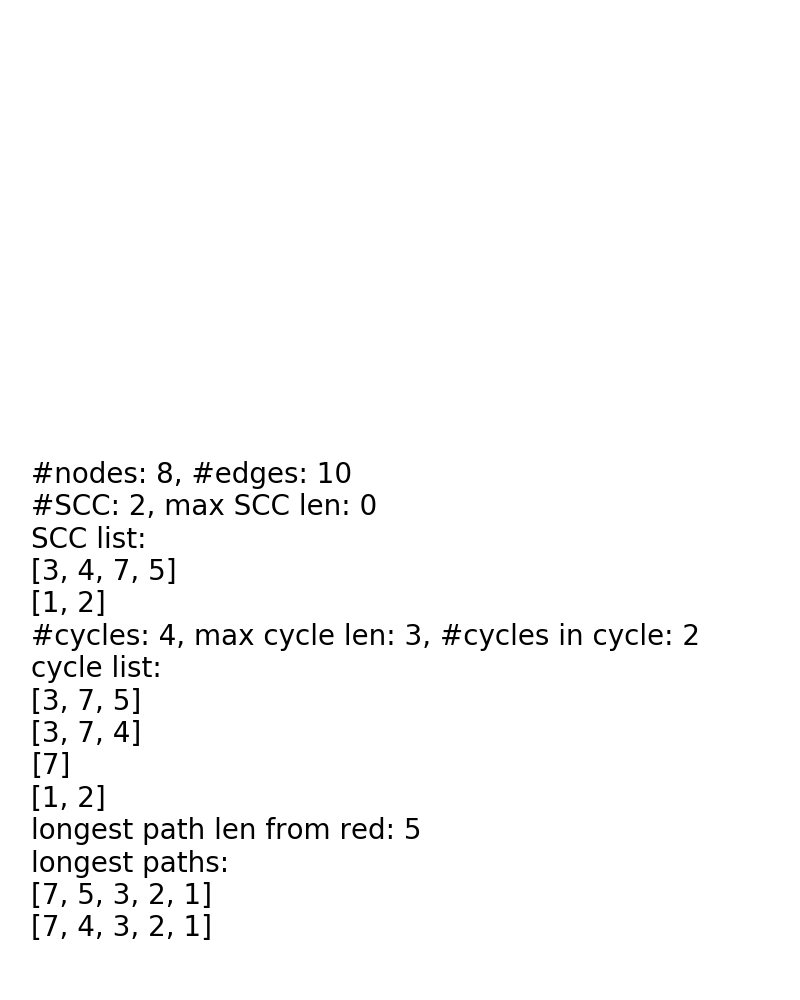 #nodes: 8, #edges: 10
#SCC: 2, max SCC len: 0
SCC list:
[3, 4, 7, 5]
[1, 2]
#cycles: 4, max cycle len: 3, #cycles in cycle: 2
cycle list:
[3, 7, 5]
[3, 7, 4]
[7]
[1, 2]
longest path len from red: 5
longest paths:
[7, 5, 3, 2, 1]
[7, 4, 3, 2, 1]